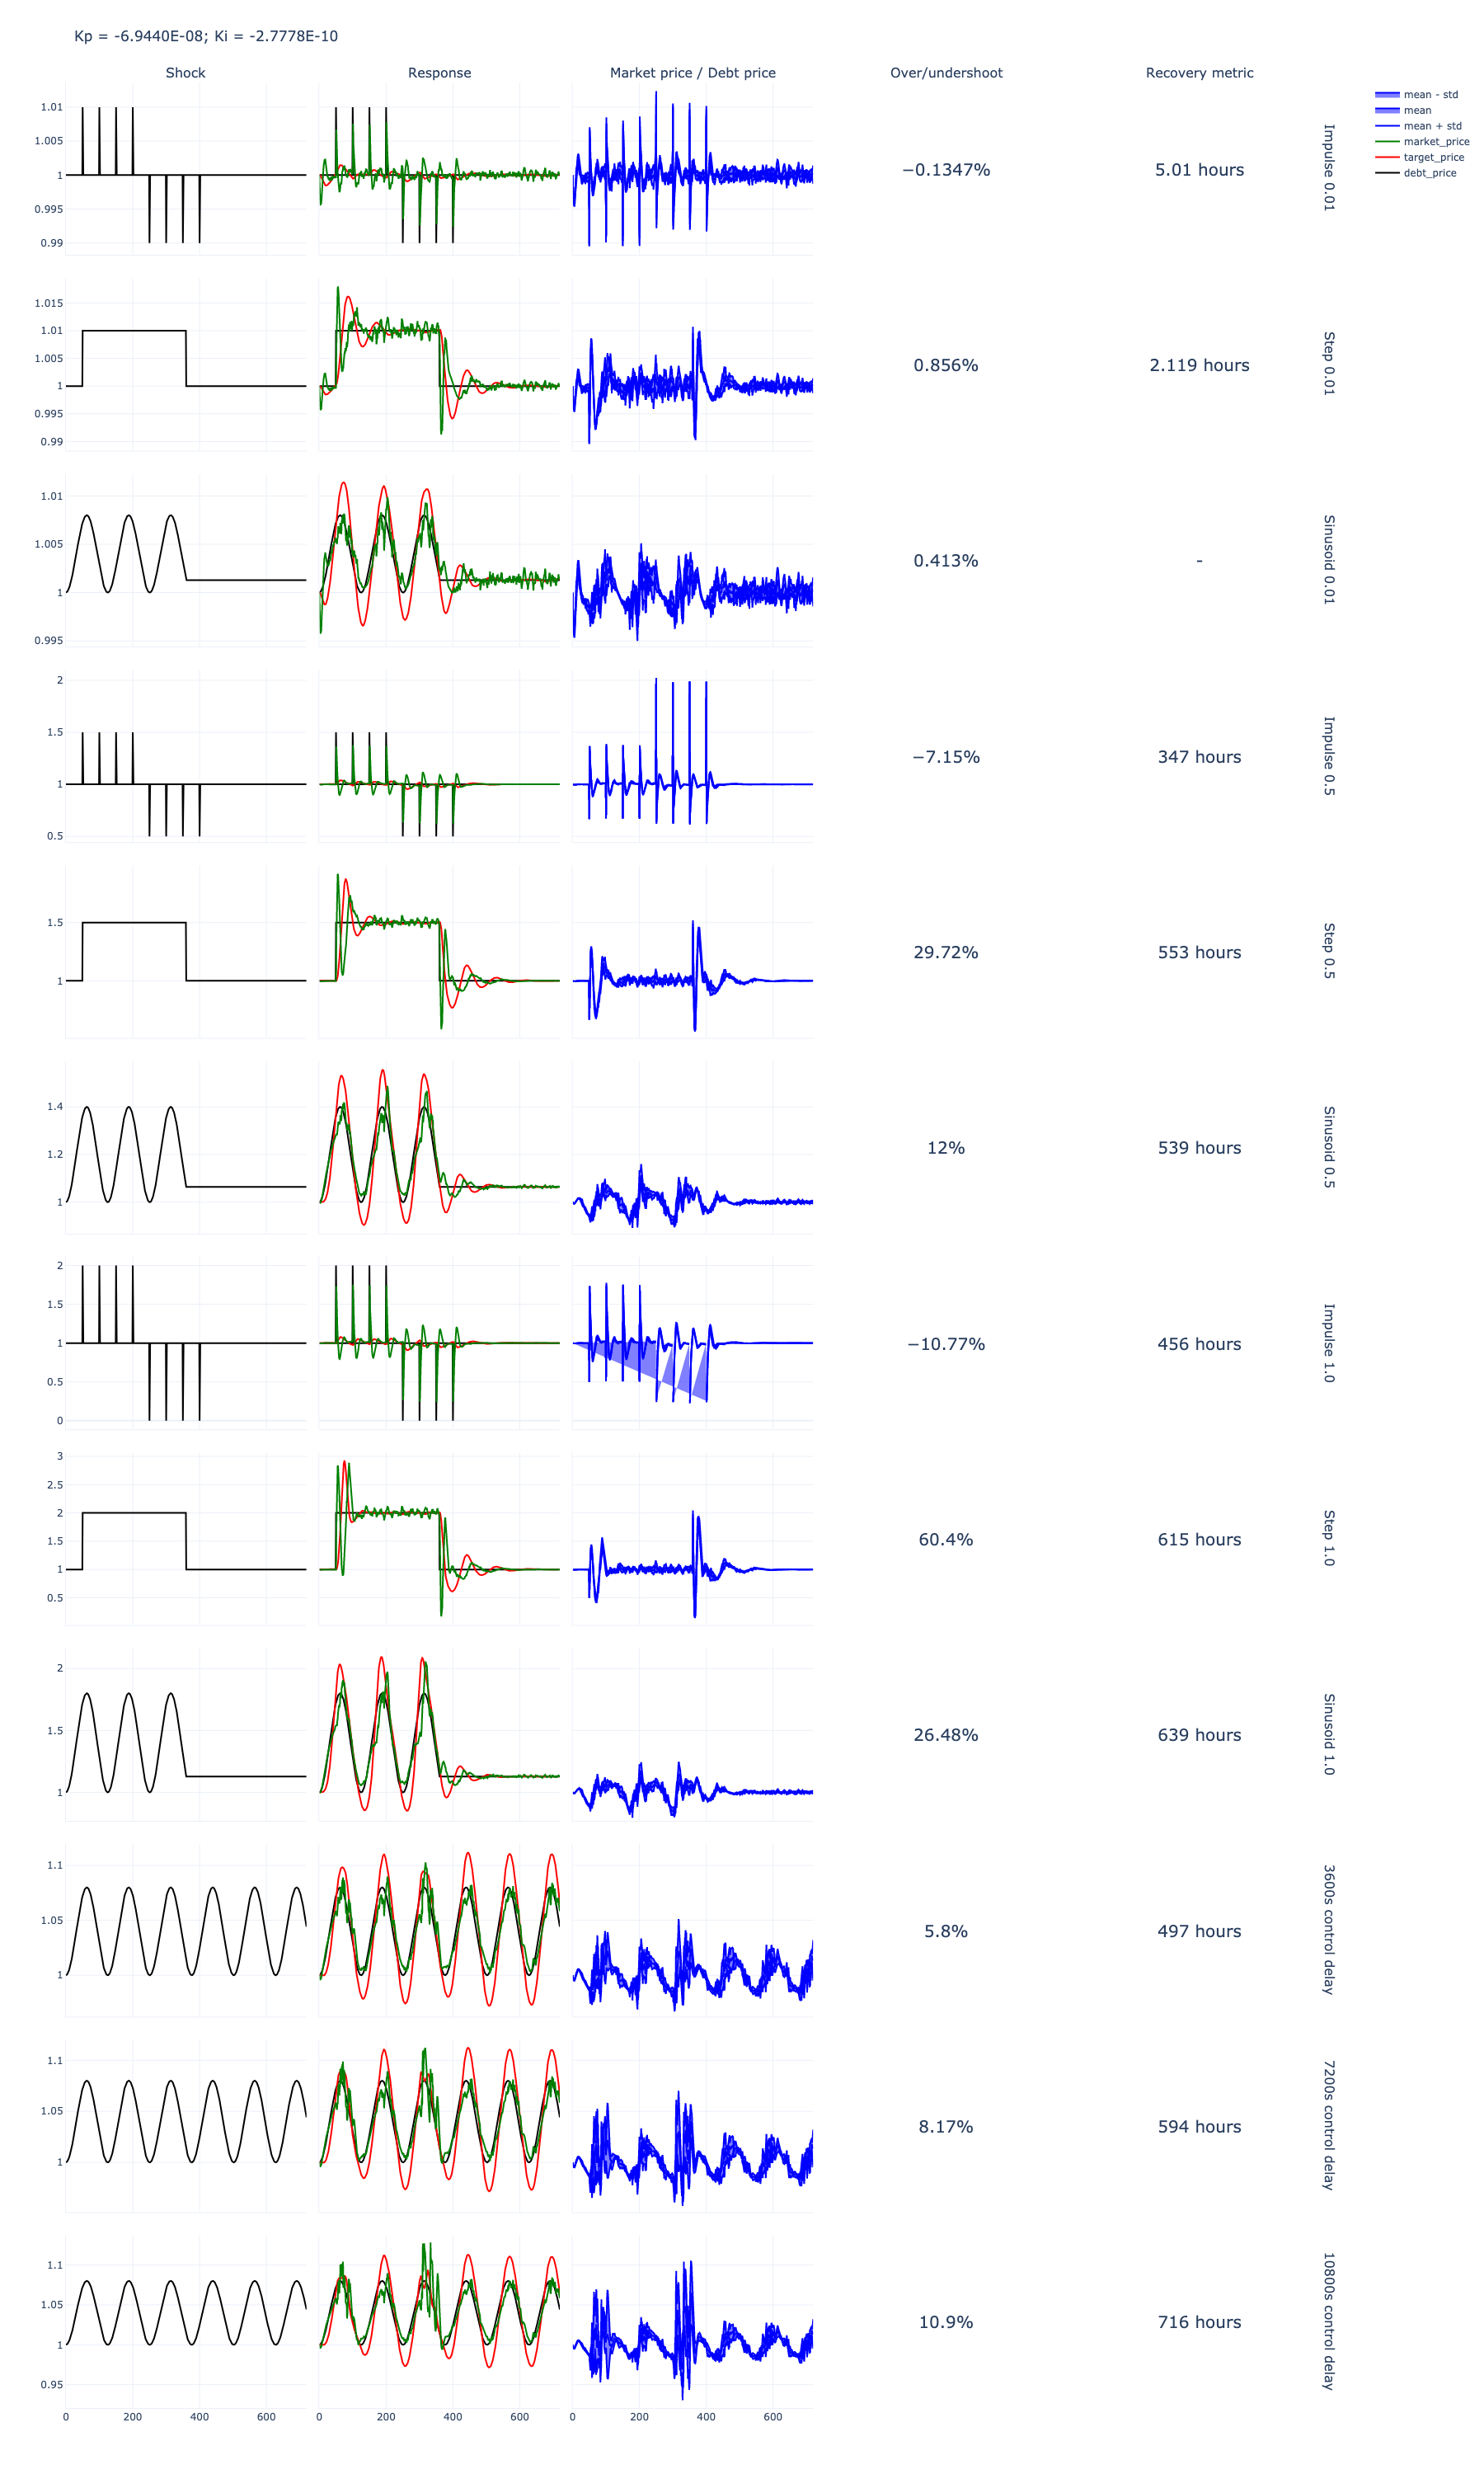 Kp = -6.9440E-08; Ki = -2.7778E-10
Shock Response Market price / Debt price Over/undershoot Recovery metric
mean - std
mean
mean + std
market_price
target_price
debt_price
1.01
1.005
1
0.995
0.99
−0.1347%
5.01 hours
Impulse 0.01
1.015
1.01
1.005
1
0.995
0.99
0.856%
2.119 hours
Step 0.01
1.01
1.005
1
0.995
0.413%
-
Sinusoid 0.01
2
1.5
1
0.5
−7.15%
347 hours
Impulse 0.5
1.5
1
29.72%
553 hours
Step 0.5
1.4
1.2
1
12%
539 hours
Sinusoid 0.5
2
1.5
1
0.5
0
−10.77%
456 hours
Impulse 1.0
3
2.5
2
1.5
1
0.5
60.4%
615 hours
Step 1.0
2
1.5
1
26.48%
639 hours
Sinusoid 1.0
1.1
1.05
1
5.8%
497 hours
3600s control delay
1.1
1.05
1
8.17%
594 hours
7200s control delay
1.1
1.05
1
0.95
10.9%
716 hours
10800s control delay
0 200 400 600 0 200 400 600 0 200 400 600